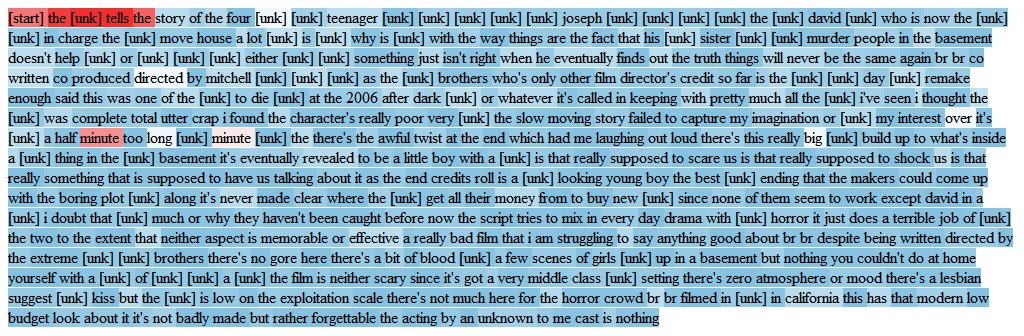 [start] the [unk] tells the story of the four [unk] [unk] teenager [unk] [unk] [unk] [unk] [unk] joseph [unk] [unk] [unk] [unk] the [unk] david [unk] who is now the [unk]
[unk] in charge the [unk] move house a lot [unk] is [unk] why is [unk] with the way things are the fact that his [unk] sister [unk] [unk] murder people in the basement
doesn't help [unk] or [unk] [unk] [unk] either [unk] [unk] something just isn't right when he eventually finds out the truth things will never be the same again br br co
written co produced directed by mitchell [unk] [unk] [unk] as the [unk] brothers who's only other film director's credit so far is the [unk] [unk] day [unk] remake
enough said this was one of the [unk] to die [unk] at the 2006 after dark [unk] or whatever it's called in keeping with pretty much all the [unk] i've seen i thought the
[unk] was complete total utter crap i found the character's really poor very [unk] the slow moving story failed to capture my imagination or [unk] my interest over it's
[unk] a half minute too long [unk] minute [unk] the there's the awful twist at the end which had me laughing out loud there's this really big [unk] build up to what's inside
a [unk] thing in the [unk] basement it's eventually revealed to be a little boy with a [unk] is that really supposed to scare us is that really supposed to shock us is that
really something that is supposed to have us talking about it as the end credits roll is a [unk] looking young boy the best [unk] ending that the makers could come up
with the boring plot [unk] along it's never made clear where the [unk] get all their money from to buy new [unk] since none of them seem to work except david in a
[unk] i doubt that [unk] much or why they haven't been caught before now the script tries to mix in every day drama with [unk] horror it just does a terrible job of [unk]
the two to the extent that neither aspect is memorable or effective a really bad film that i am struggling to say anything good about br br despite being written directed by
the extreme [unk] [unk] brothers there's no gore here there's a bit of blood [unk] a few scenes of girls [unk] up in a basement but nothing you couldn't do at home
yourself with a [unk] of [unk] [unk] a [unk] the film is neither scary since it's got a very middle class [unk] setting there's zero atmosphere or mood there's a lesbian
suggest [unk] kiss but the [unk] is low on the exploitation scale there's not much here for the horror crowd br br filmed in [unk] in california this has that modern low
budget look about it it's not badly made but rather forgettable the acting by an unknown to me cast is nothing